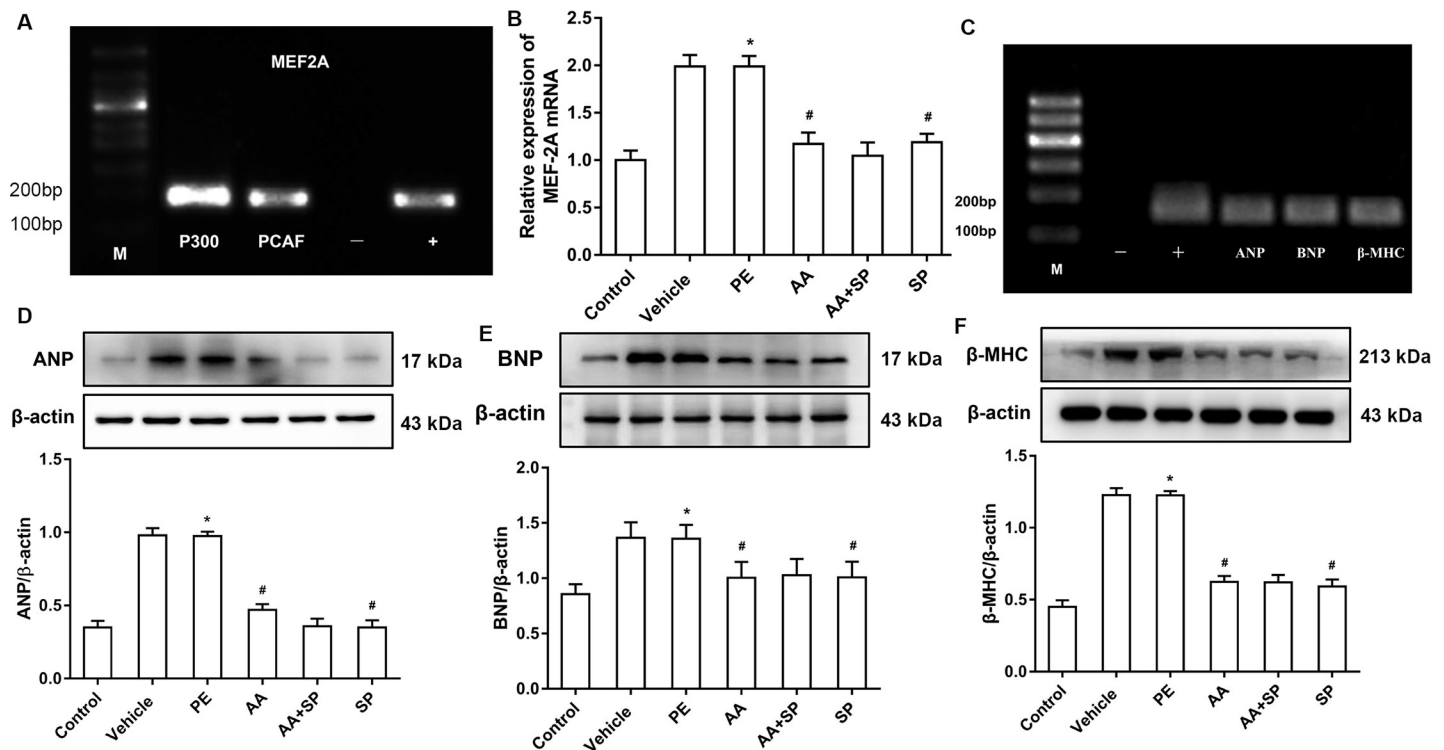 A
MEF2A
200bp
100bp
M
P300
PCAF
—
+
B
Relative expression of
MEF-2A mRNA
2.5
2.0
1.5
1.0
0.5
0.0
*
#
#
Control
Vehicle
PE
AA
AA+SP
SP
C
200bp
100bp
M
—
+
ANP
BNP
β-MHC
D
ANP
17 kDa
β-actin
43 kDa
ANP/β-actin
1.5
1.0
0.5
0.0
*
#
#
Control
Vehicle
PE
AA
AA+SP
SP
E
BNP
17 kDa
β-actin
43 kDa
BNP/β-actin
2.0
1.5
1.0
0.5
0.0
*
#
#
Control
Vehicle
PE
AA
AA+SP
SP
F
β-MHC
213 kDa
β-actin
43 kDa
β-MHC/β-actin
1.5
1.0
0.5
0.0
*
#
#
Control
Vehicle
PE
AA
AA+SP
SP